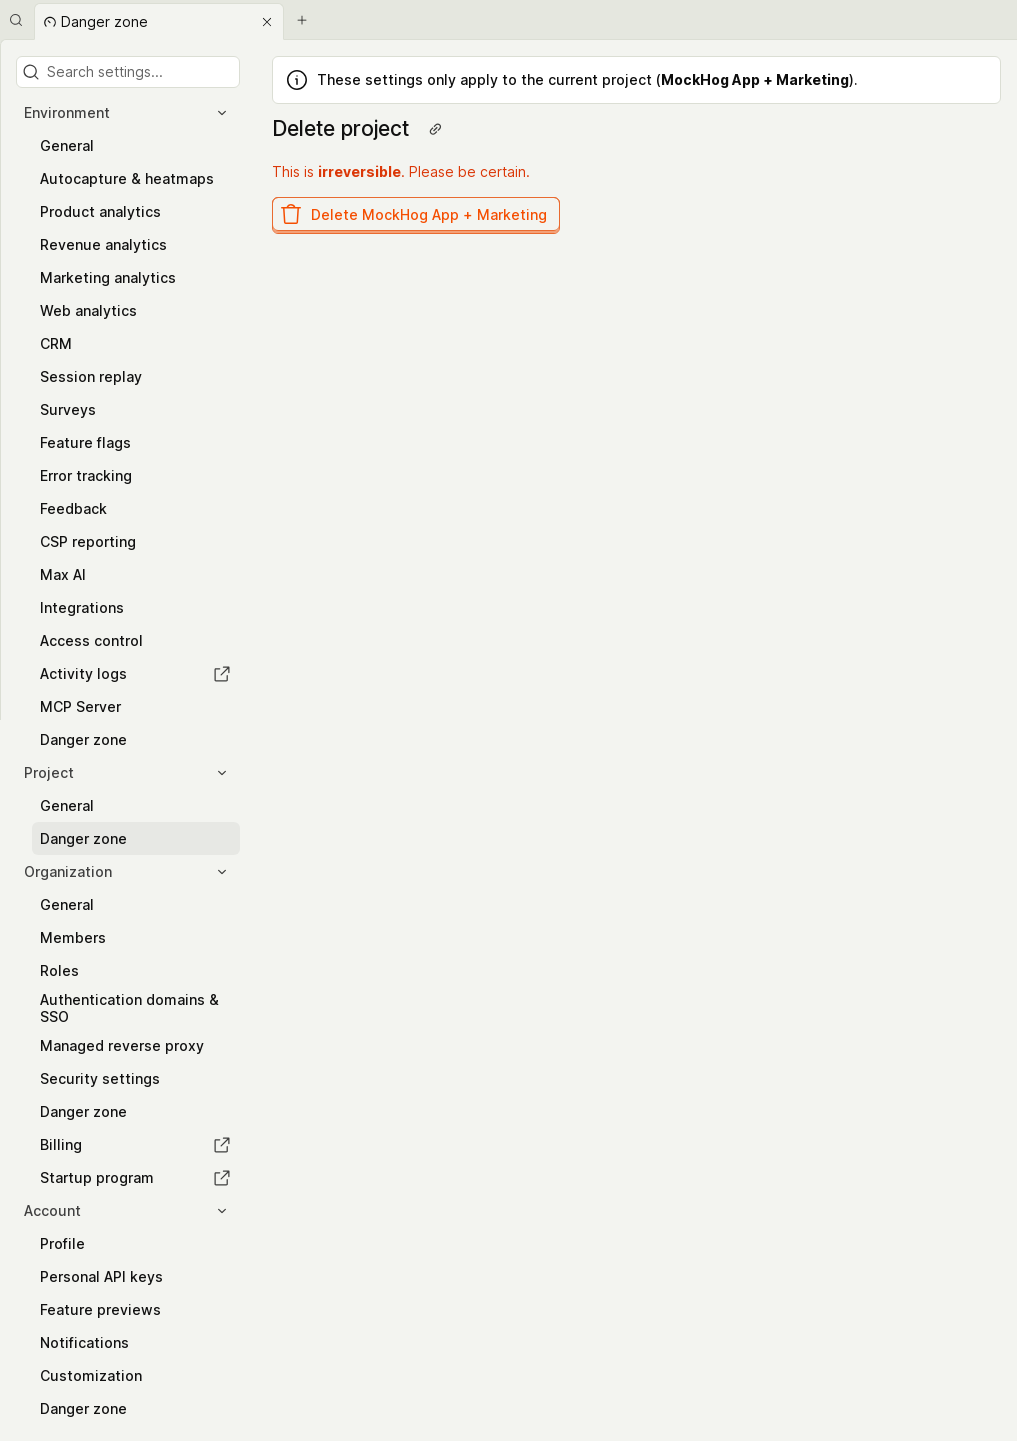 Danger zone
Search settings...
Environment
General
Autocapture & heatmaps
Product analytics
Revenue analytics
Marketing analytics
Web analytics
CRM
Session replay
Surveys
Feature flags
Error tracking
Feedback
CSP reporting
Max AI
Integrations
Access control
Activity logs
MCP Server
Danger zone
Project
General
Danger zone
Organization
General
Members
Roles
Authentication domains &
SSO
Managed reverse proxy
Security settings
Danger zone
Billing
Startup program
Account
Profile
Personal API keys
Feature previews
Notifications
Customization
Danger zone
These settings only apply to the current project (MockHog App + Marketing).
Delete project
This is irreversible. Please be certain.
Delete MockHog App + Marketing